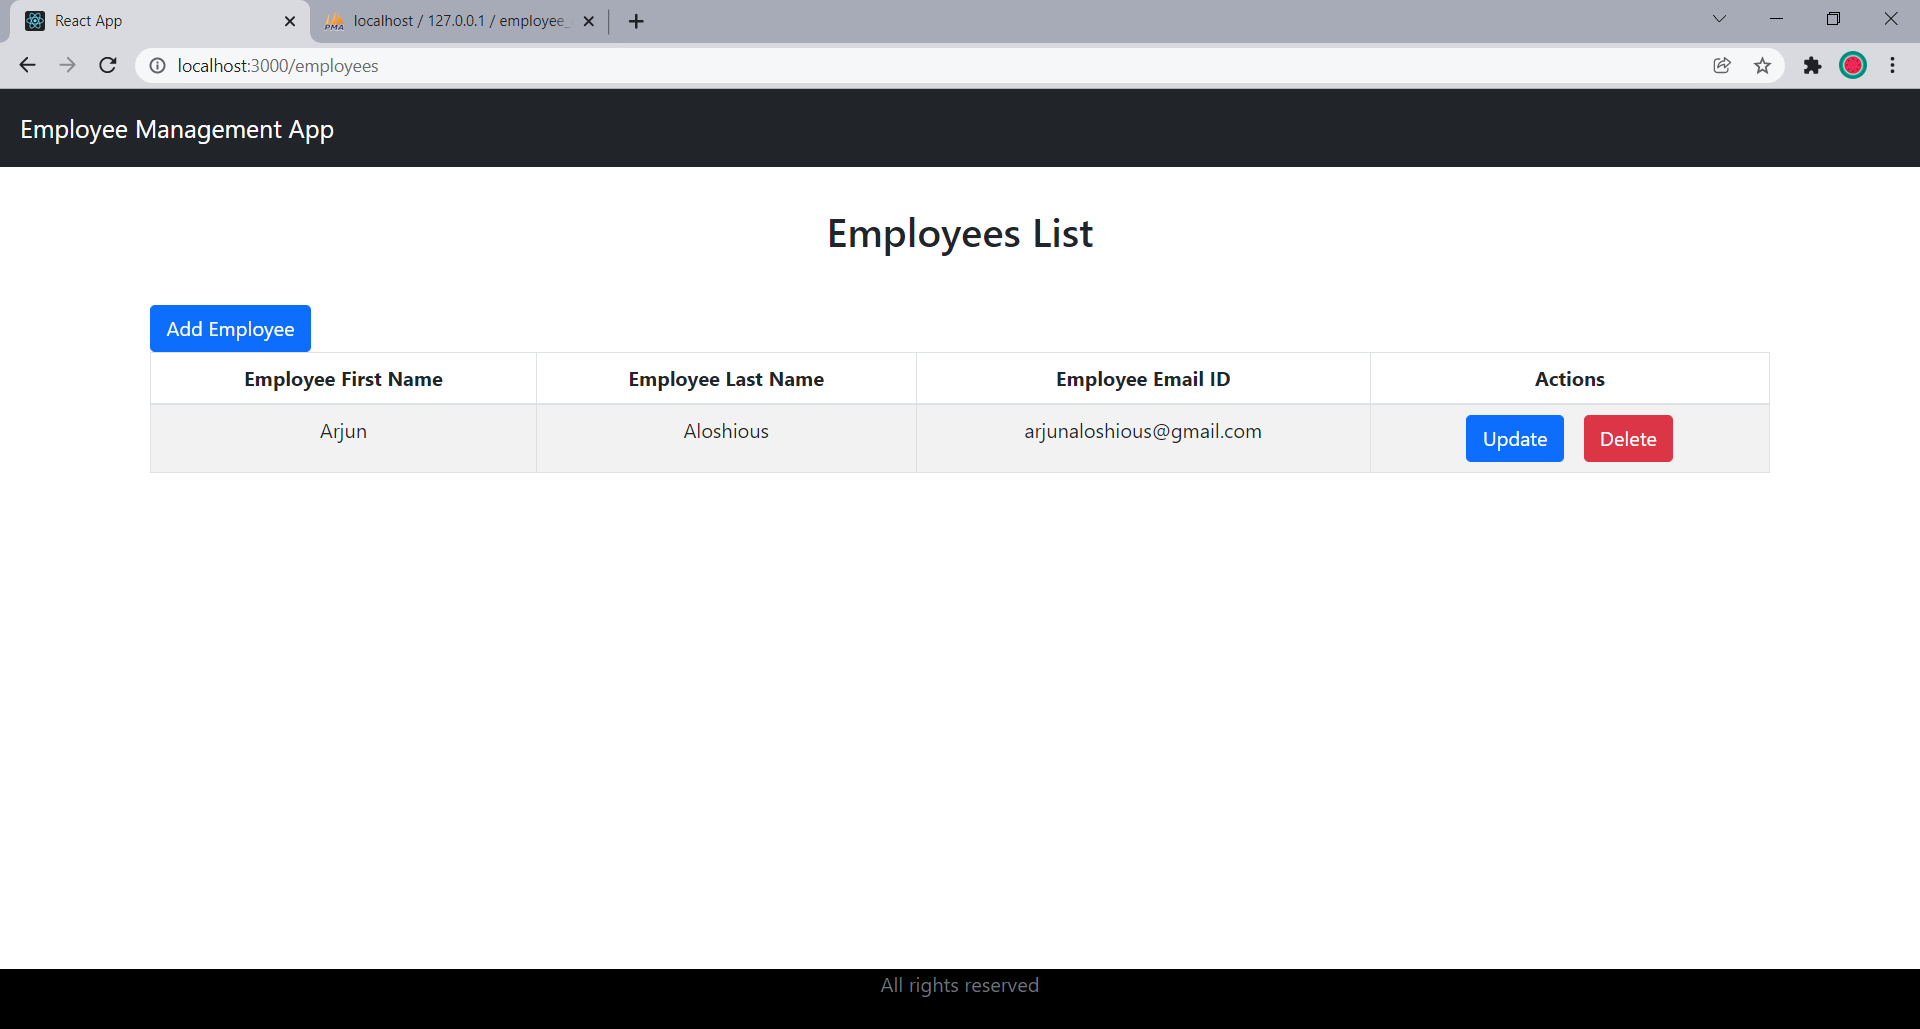 React App
PMA
localhost / 127.0.0.1 / employee_
localhost:3000/employees
Employee Management App
Employees List
Add Employee
Employee First Name Employee Last Name Employee Email ID Actions
Arjun Aloshious arjunaloshious@gmail.com Update Delete
All rights reserved